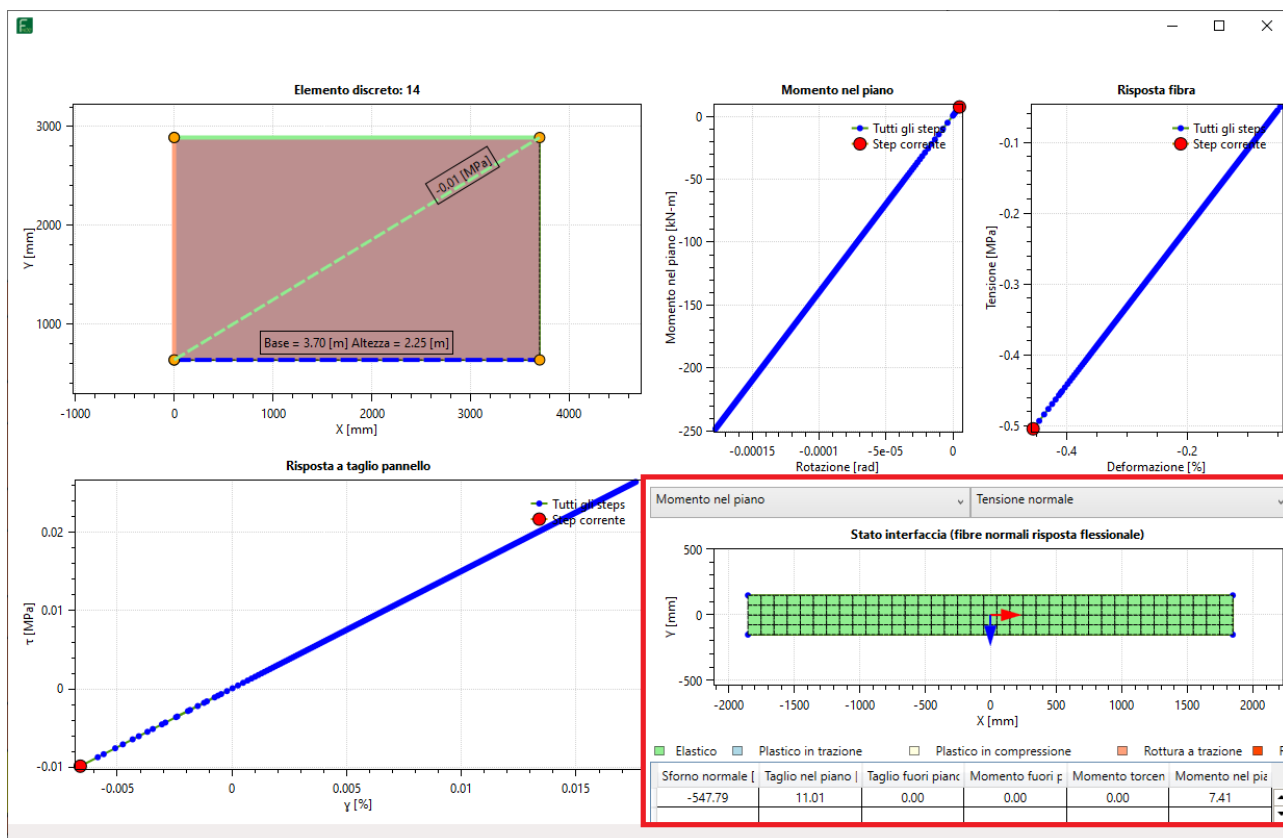 Elemento discreto: 14
3000
2000
1000
Y [mm]
-0.01 [MPa]
Base = 3.70 [m] Altezza = 2.25 [m]
-1000 0 1000 2000 3000 4000
X [mm]
Momento nel piano
Tutti gli steps
Step corrente
0
-50
-100
-150
-200
-250
Momento nel piano [kN-m]
-0.00015 -0.0001 -5e-05 0
Rotazione [rad]
Risposta fibra
Tutti gli steps
Step corrente
-0.1
-0.2
-0.3
-0.4
-0.5
Tensione [MPa]
-0.4 -0.2
Deformazione [%]
Risposta a taglio pannello
Tutti gli steps
Step corrente
0.02
0.01
0
-0.01
τ [MPa]
-0.005 0 0.005 0.01 0.015
γ [%]
Momento nel piano Tensione normale
Stato interfaccia (fibre normali risposta flessionale)
500
0
-500
Y [mm]
-2000 -1500 -1000 -500 0 500 1000 1500 2000
X [mm]
Elastico Plastico in trazione Plastico in compressione Rottura a trazione
Sforno normale [ Taglio nel piano | Taglio fuori piano Momento fuori p Momento torcen Momento nel pia
-547.79 11.01 0.00 0.00 0.00 7.41